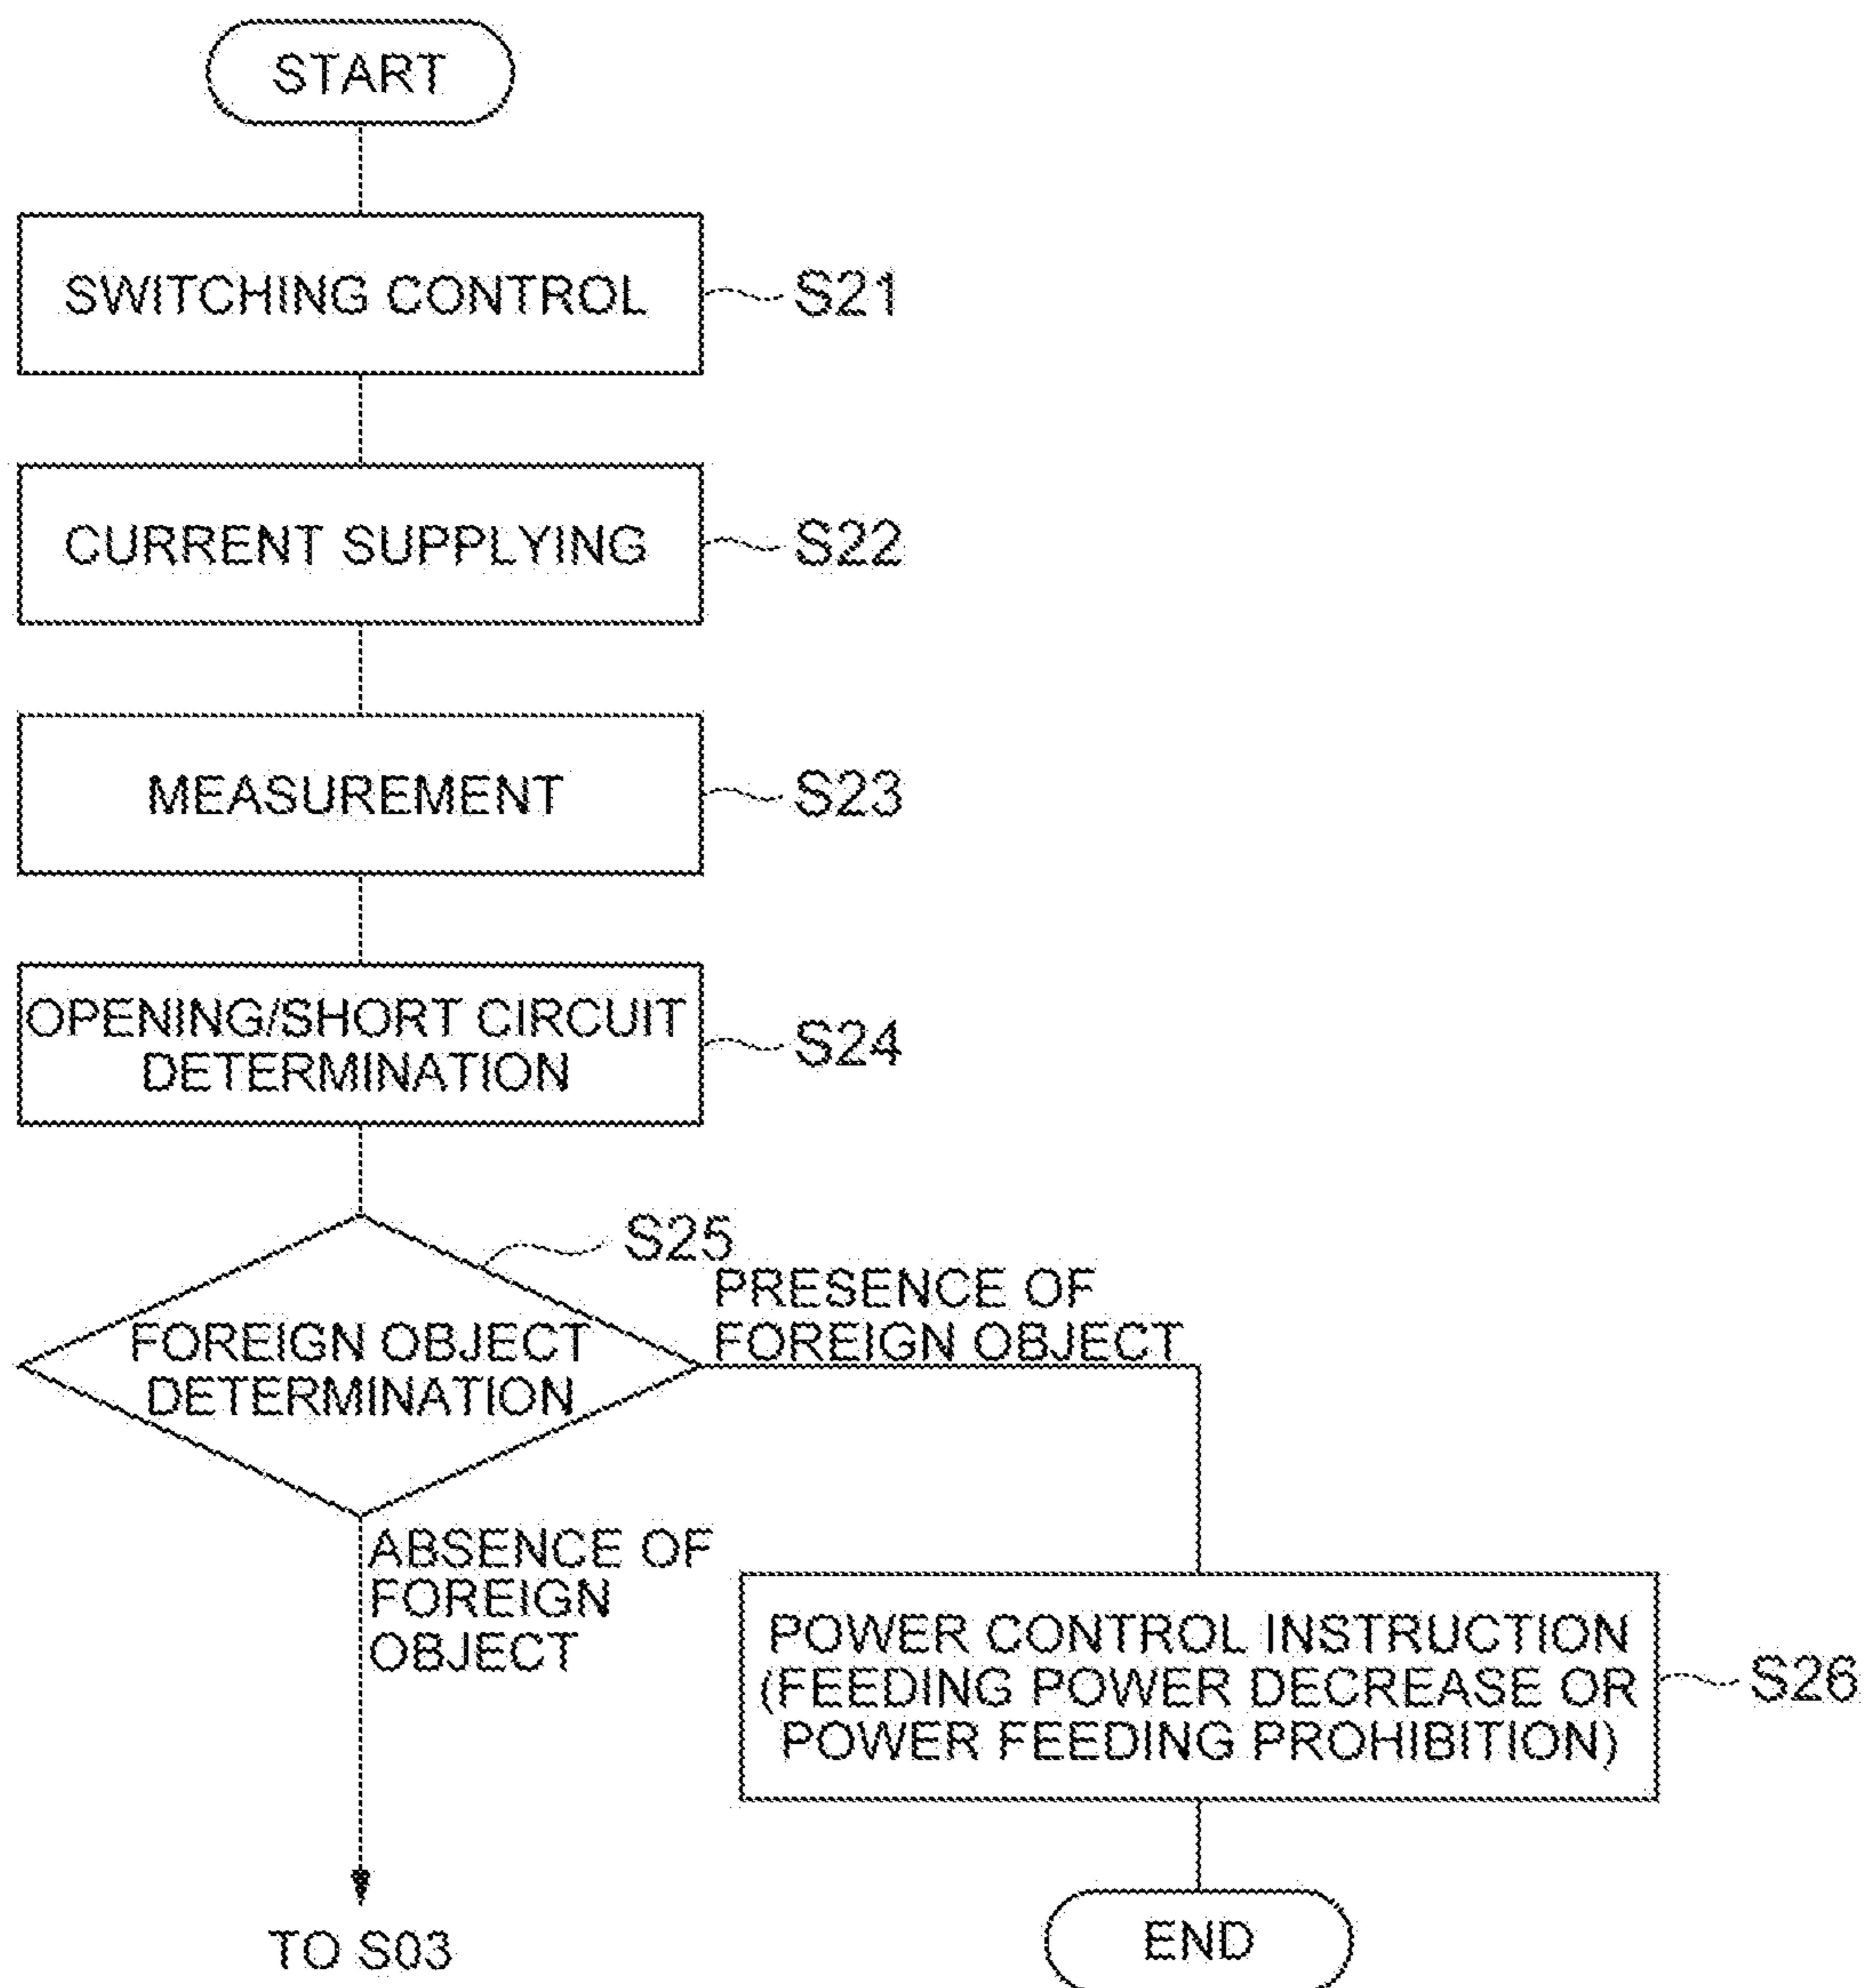 START
SWITCHING CONTROL
S21
CURRENT SUPPLYING
S22
MEASUREMENT
S23
OPENING/SHORT CIRCUIT
DETERMINATION
S24
S25
FOREIGN OBJECT
DETERMINATION
PRESENCE OF
FOREIGN OBJECT
ABSENCE OF
FOREIGN
OBJECT
POWER CONTROL INSTRUCTION
(FEEDING POWER DECREASE OR
POWER FEEDING PROHIBITION)
S26
TO S03
END